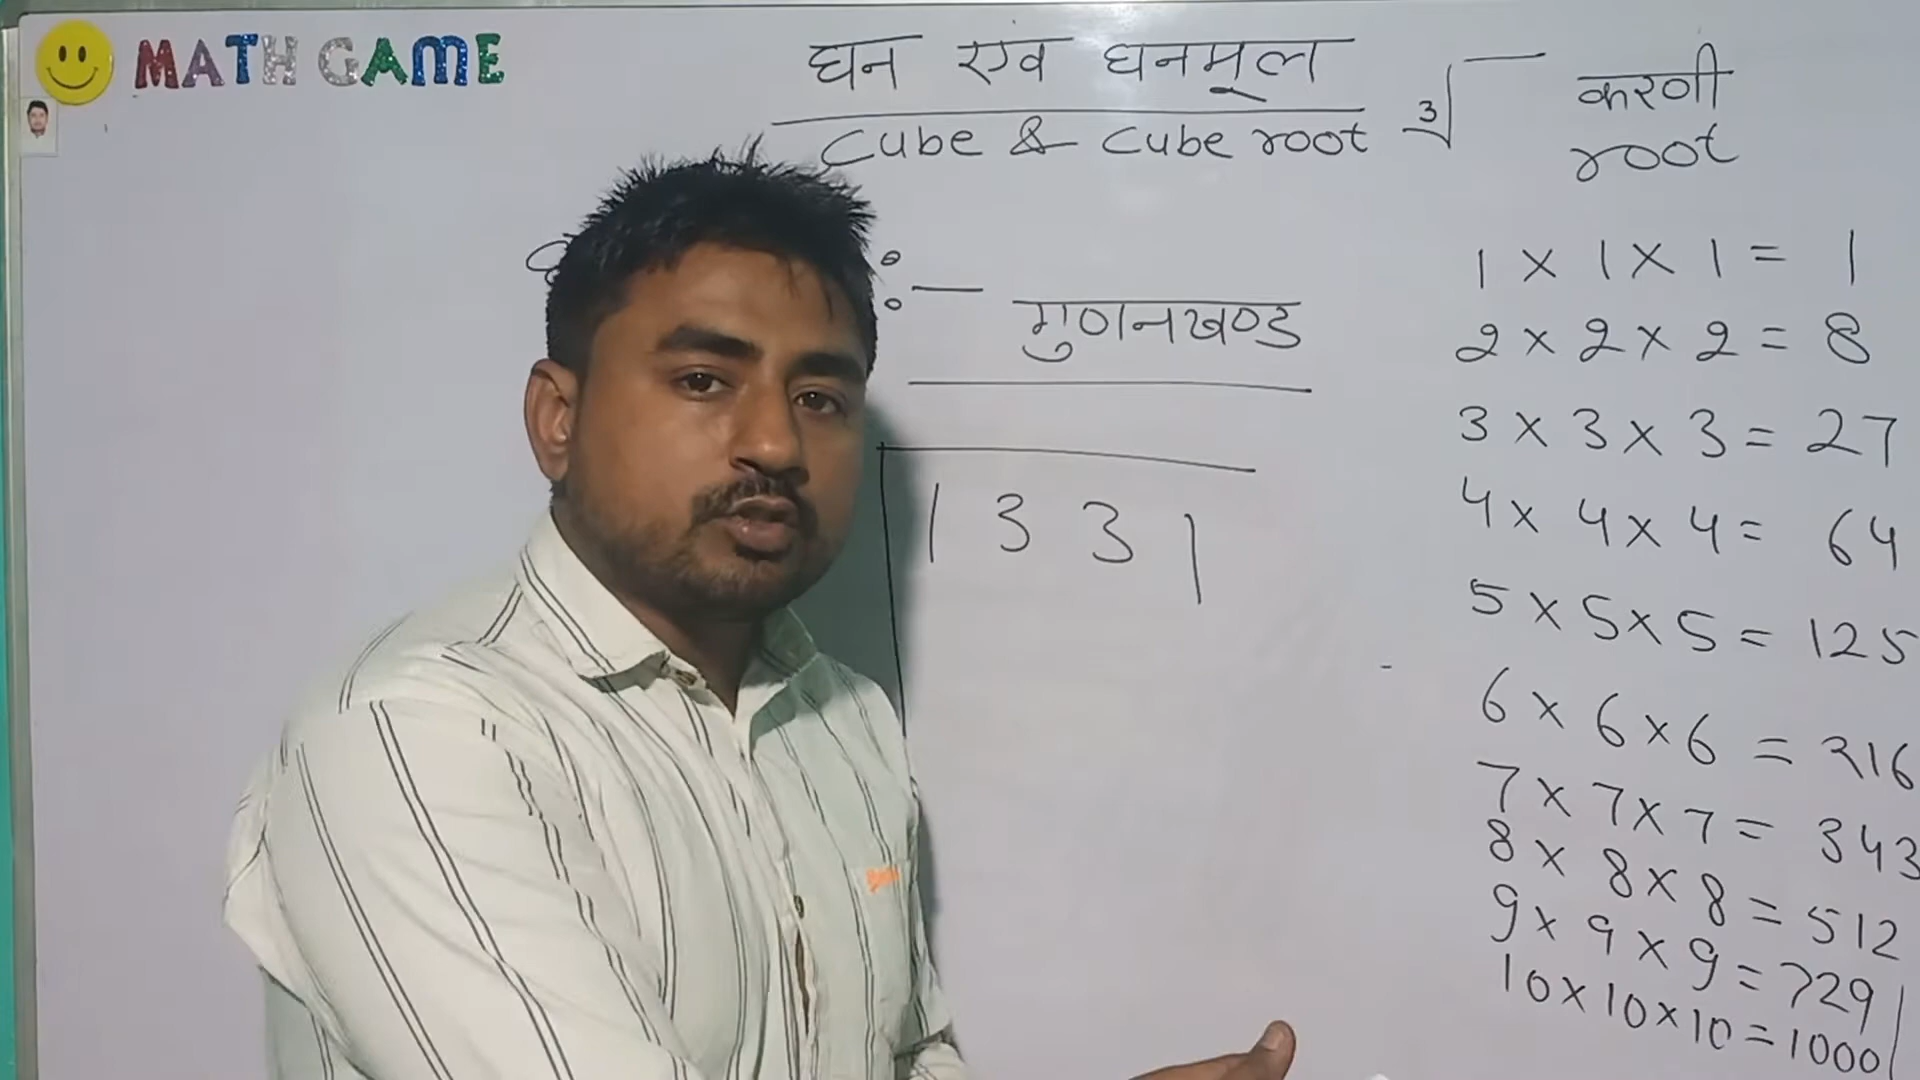 MATH GAME
घन एव घनमूल
Cube & Cube root
3√
करणी
root
:- गुणनखण्ड
1331
1 × 1 × 1 = 1
2 × 2 × 2 = 8
3 × 3 × 3 = 27
4 × 4 × 4 = 64
5 × 5 × 5 = 125
6 × 6 × 6 = 216
7 × 7 × 7 = 343
8 × 8 × 8 = 512
9 × 9 × 9 = 729
10 × 10 × 10 = 1000